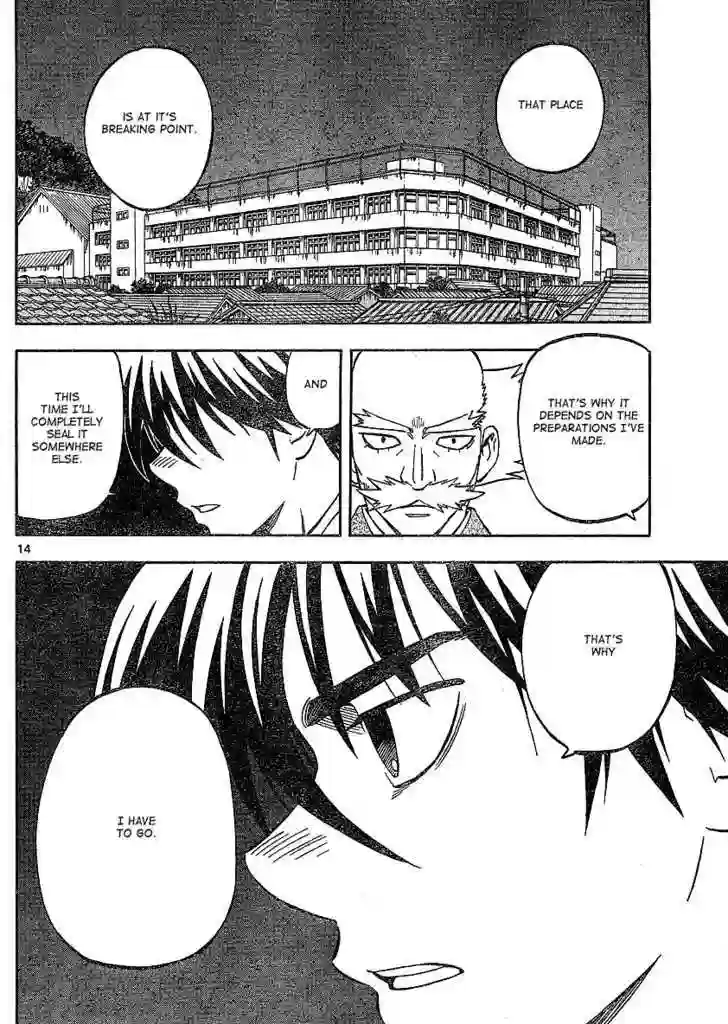 THAT PLACE
IS AT IT'S
BREAKING POINT.
THAT'S WHY IT
DEPENDS ON THE
PREPARATIONS I'VE
MADE.
AND
THIS
TIME I'LL
COMPLETELY
SEAL IT
SOMEWHERE
ELSE.
14
THAT'S
WHY
I HAVE
TO GO.